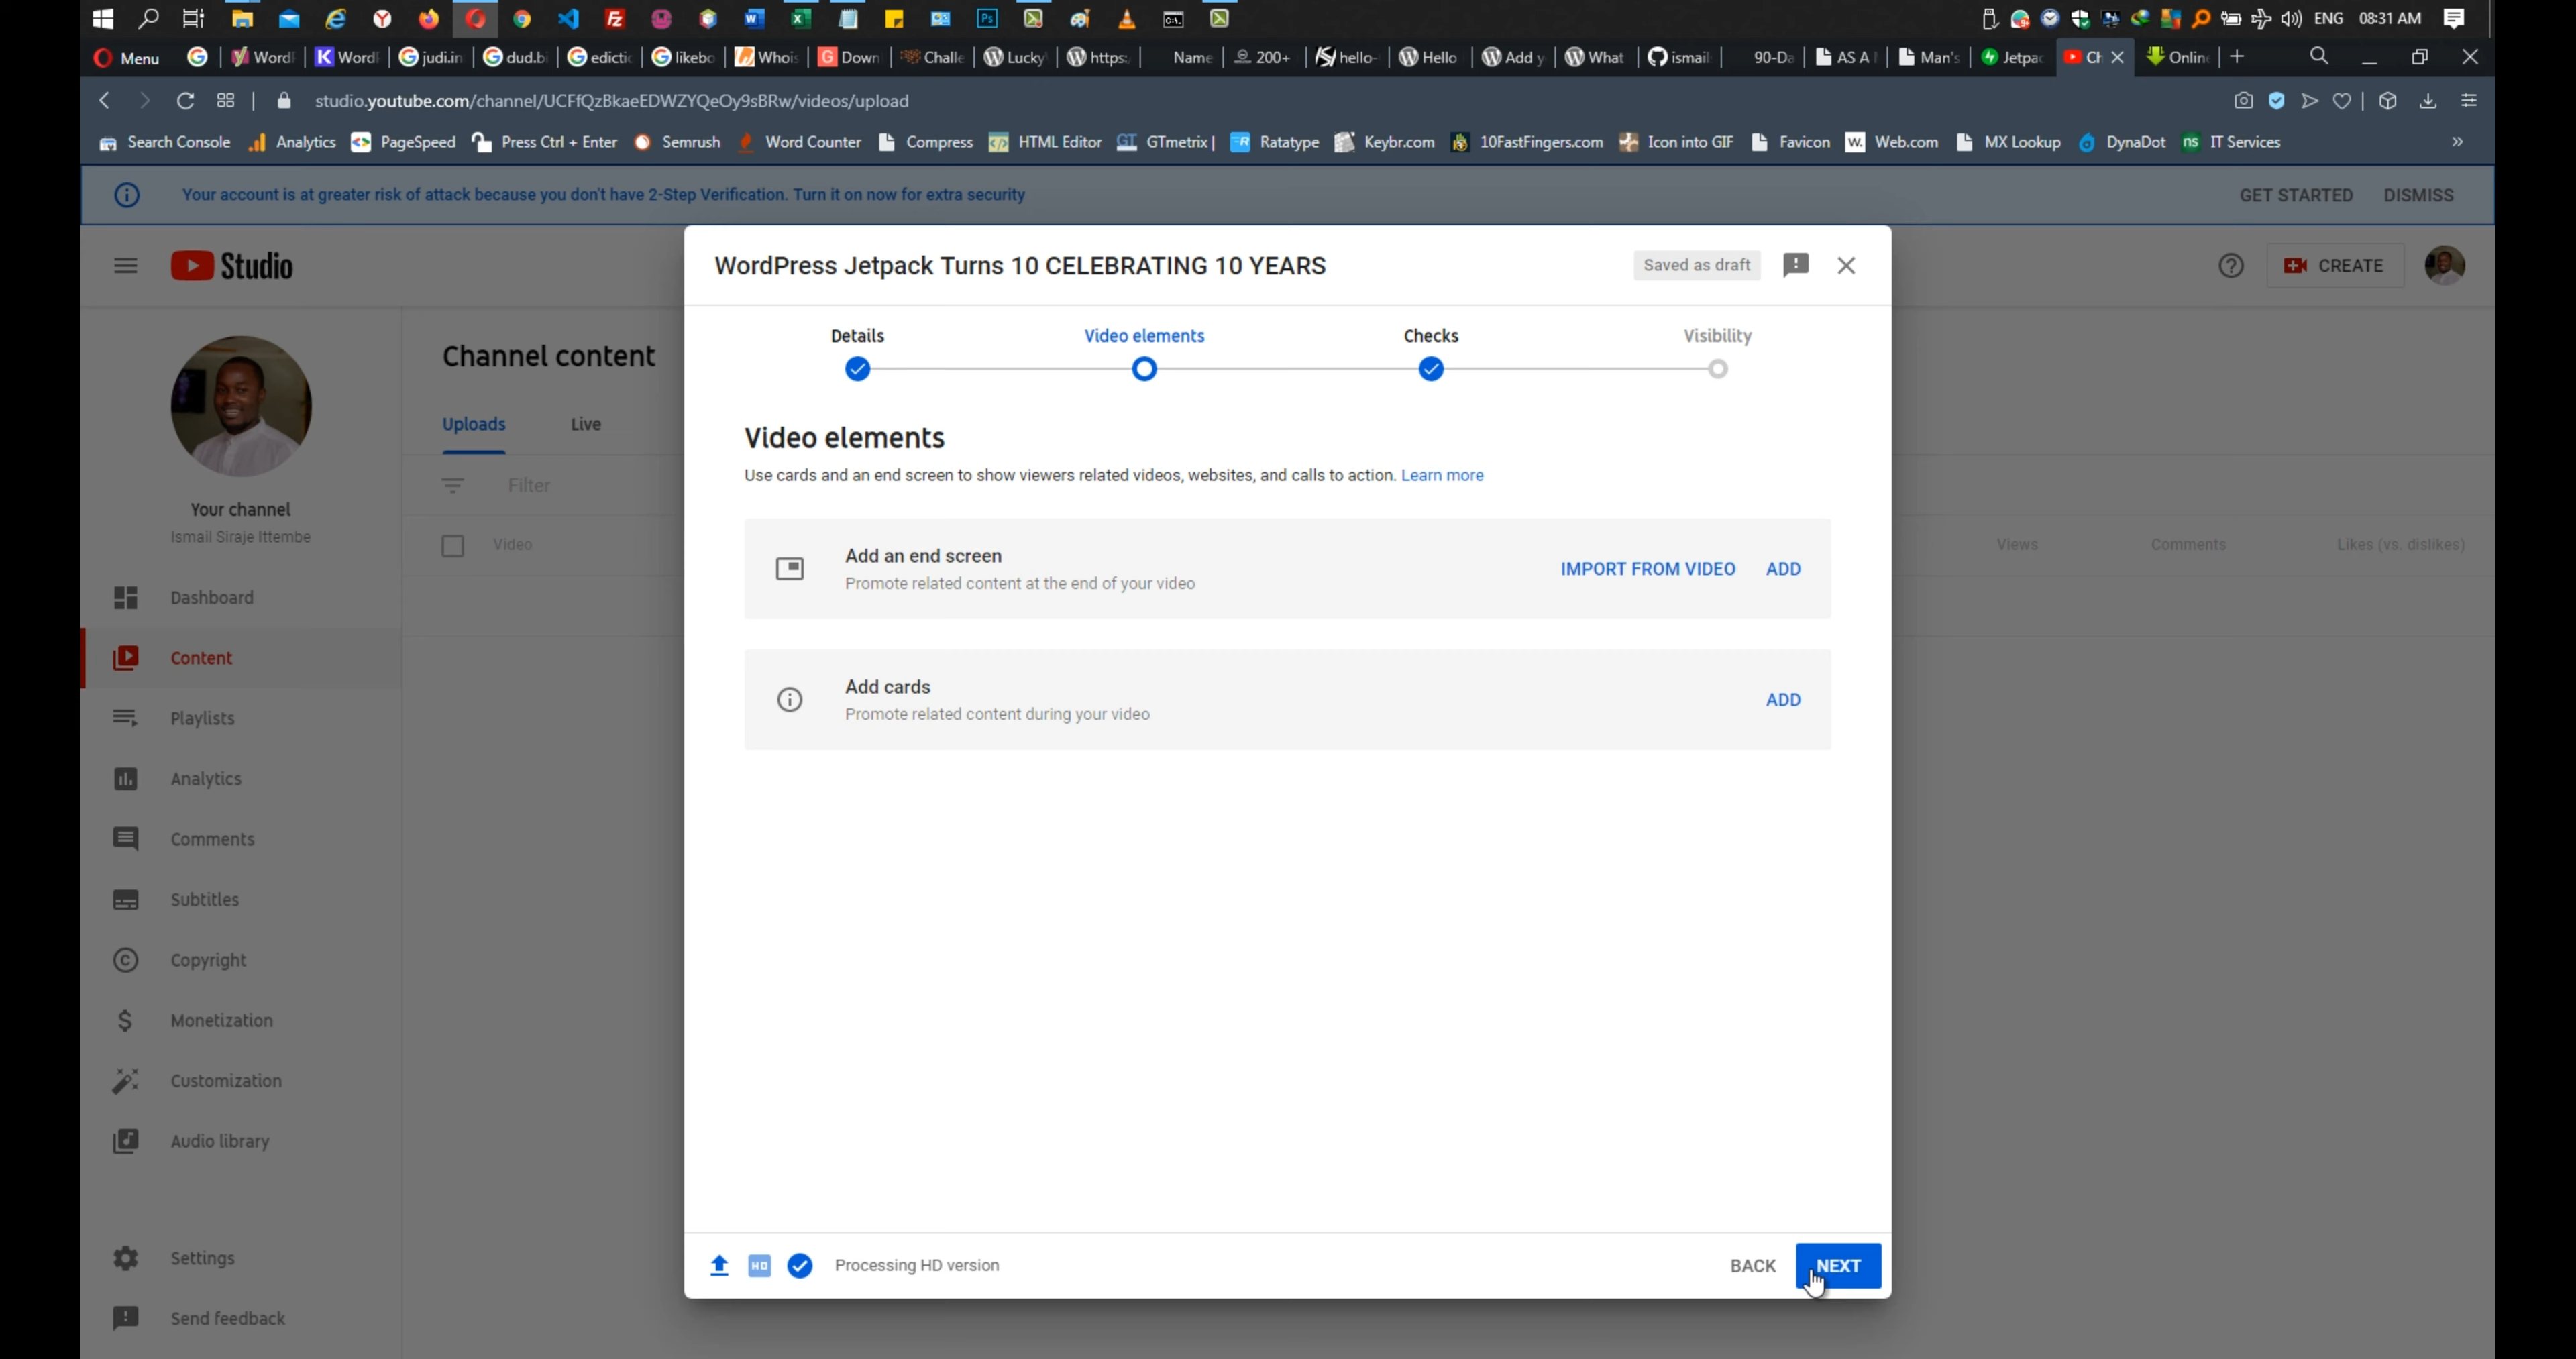 ENG 08:31 AM
Menu WordP Word judi.in dud.bi edictic likebo Whois Down Challe Lucky https: Name 200+ hello- Hello Add y What ismail 90-Da AS A Man's Jetpac Ch Online
studio.youtube.com/channel/UCFfQzBkaeEDWZYQeOy9sBRw/videos/upload
Search Console Analytics PageSpeed Press Ctrl + Enter Semrush Word Counter Compress HTML Editor GTmetrix | Ratatype Keybr.com 10FastFingers.com Icon into GIF Favicon Web.com MX Lookup DynaDot IT Services
Your account is at greater risk of attack because you don't have 2-Step Verification. Turn it on now for extra security GET STARTED DISMISS
Studio
CREATE
WordPress Jetpack Turns 10 CELEBRATING 10 YEARS
Saved as draft
Details Video elements Checks Visibility
Channel content
Uploads Live
Filter
Video Views Comments Likes (vs. dislikes)
Your channel
Ismail Siraje Ittembe
Dashboard
Content
Playlists
Analytics
Comments
Subtitles
Copyright
Monetization
Customization
Audio library
Settings
Send feedback
Video elements
Use cards and an end screen to show viewers related videos, websites, and calls to action. Learn more
Add an end screen
Promote related content at the end of your video
IMPORT FROM VIDEO ADD
Add cards
Promote related content during your video
ADD
HD Processing HD version
BACK NEXT